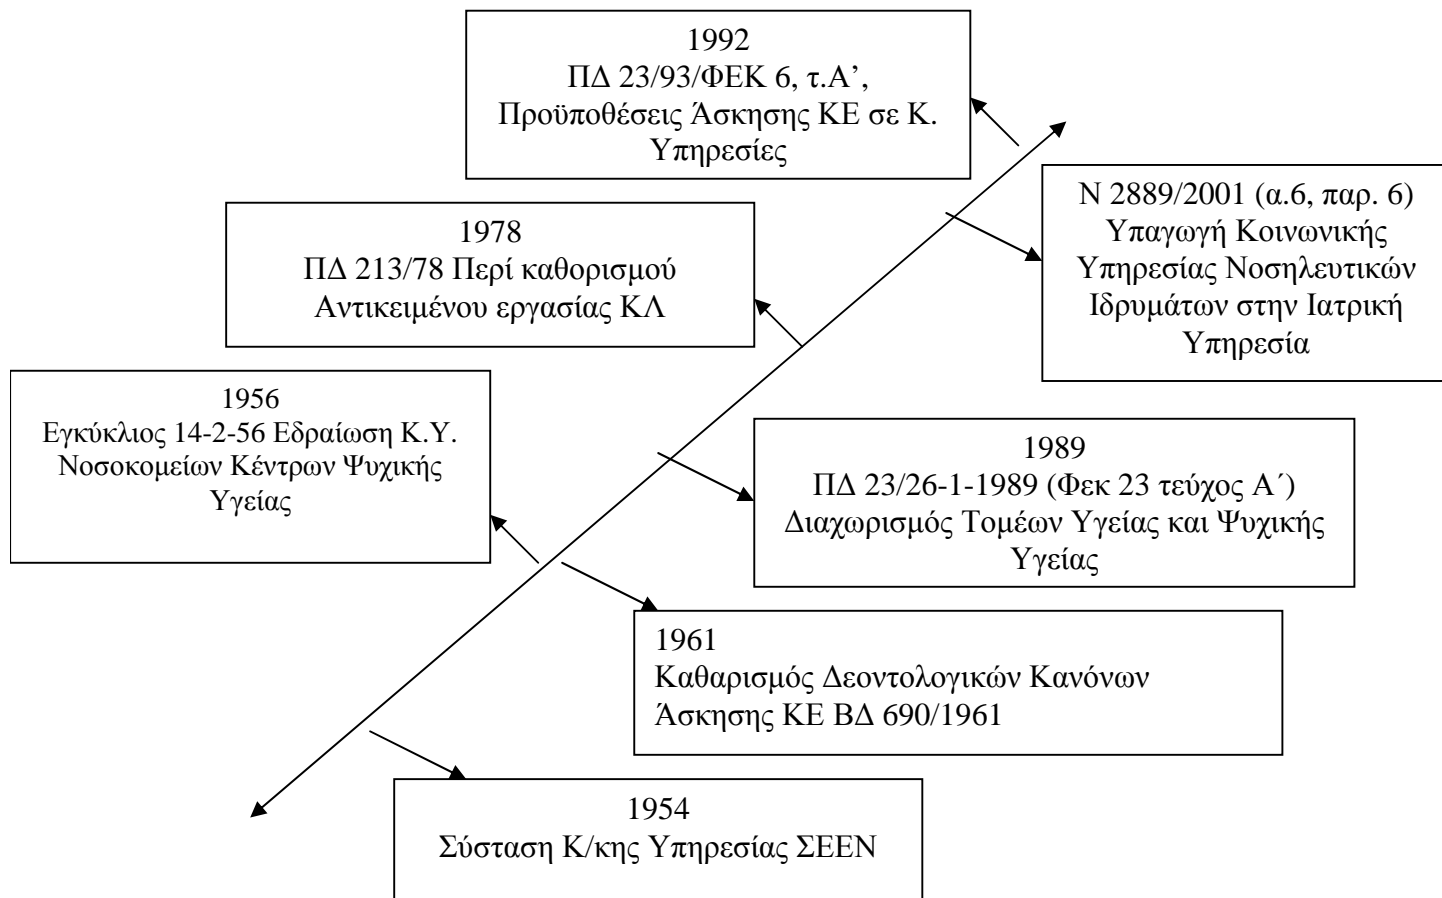 1992
ΠΔ 23/93/ΦΕΚ 6, τ.Α’,
Προϋποθέσεις Άσκησης ΚΕ σε Κ.
Υπηρεσίες
Ν 2889/2001 (α.6, παρ. 6)
Υπαγωγή Κοινωνικής
Υπηρεσίας Νοσηλευτικών
Ιδρυμάτων στην Ιατρική
Υπηρεσία
1978
ΠΔ 213/78 Περί καθορισμού
Αντικειμένου εργασίας ΚΛ
1956
Εγκύκλιος 14-2-56 Εδραίωση Κ.Υ.
Νοσοκομείων Κέντρων Ψυχικής
Υγείας
1989
ΠΔ 23/26-1-1989 (Φεκ 23 τεύχος Α΄)
Διαχωρισμός Τομέων Υγείας και Ψυχικής
Υγείας
1961
Καθαρισμός Δεοντολογικών Κανόνων
Άσκησης ΚΕ ΒΔ 690/1961
1954
Σύσταση Κ/κης Υπηρεσίας ΣΕΕΝ